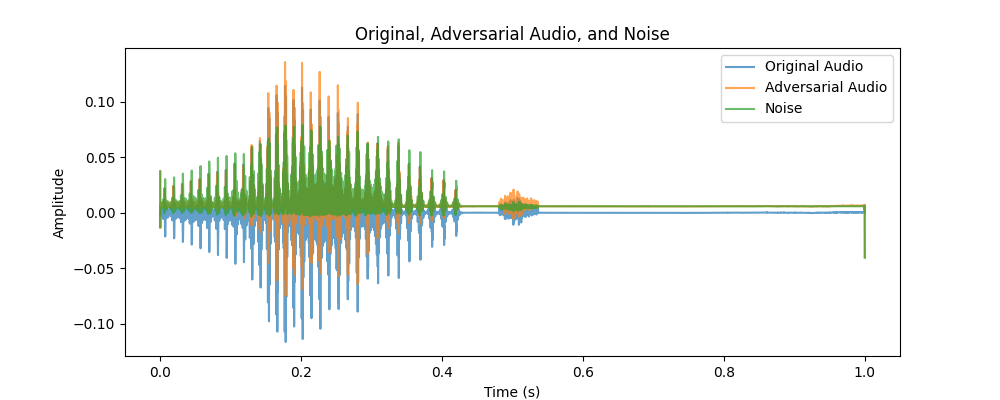 Original, Adversarial Audio, and Noise
Original Audio
Adversarial Audio
Noise
0.10
0.05
0.00
−0.05
−0.10
Amplitude
0.0 0.2 0.4 0.6 0.8 1.0
Time (s)